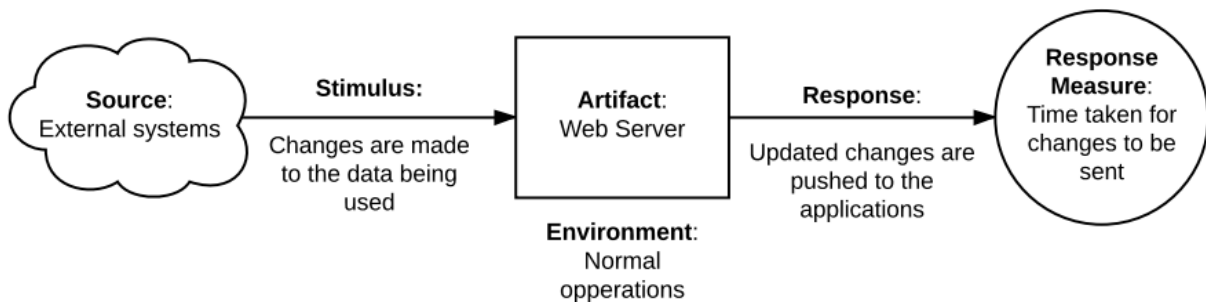 Source:
External systems
Stimulus:
Changes are made
to the data being
used
Artifact:
Web Server
Environment:
Normal
opperations
Response:
Updated changes are
pushed to the
applications
Response
Measure:
Time taken for
changes to be
sent